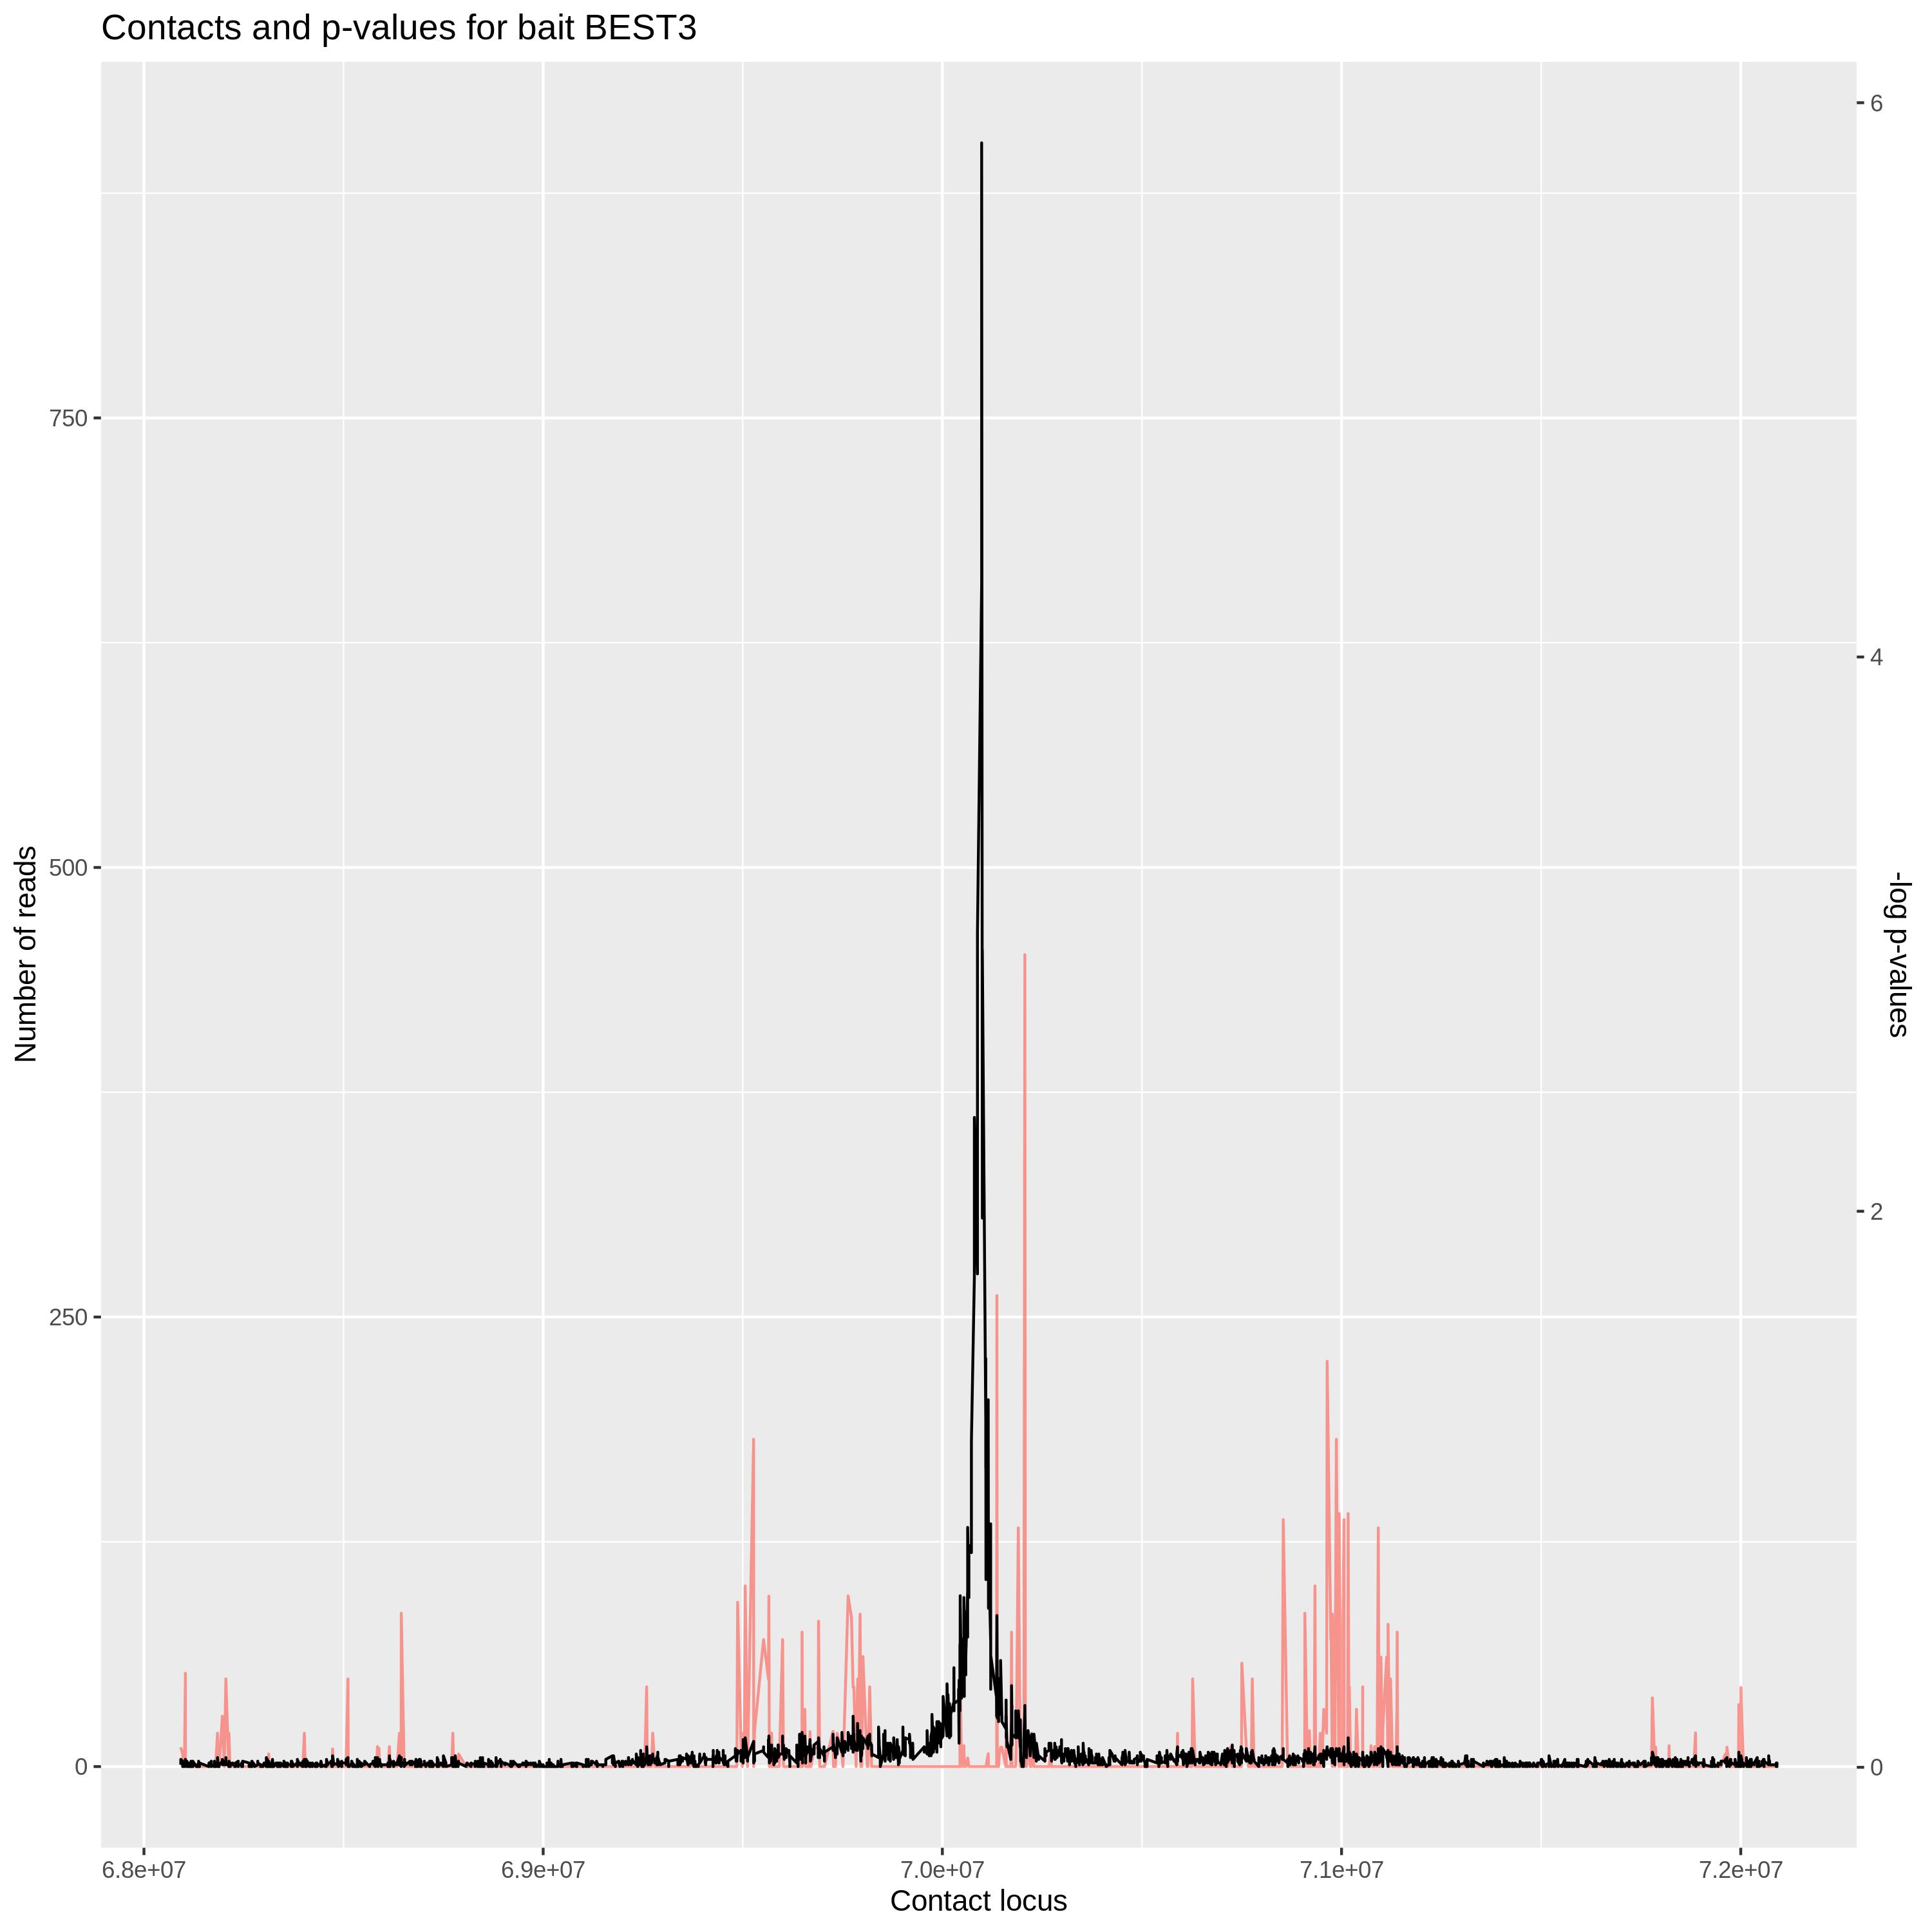 Contacts and p-values for bait BEST3
Number of reads
750
500
250
0
6
4
2
0
-log p-values
6.8e+07 6.9e+07 7.0e+07 7.1e+07 7.2e+07
Contact locus